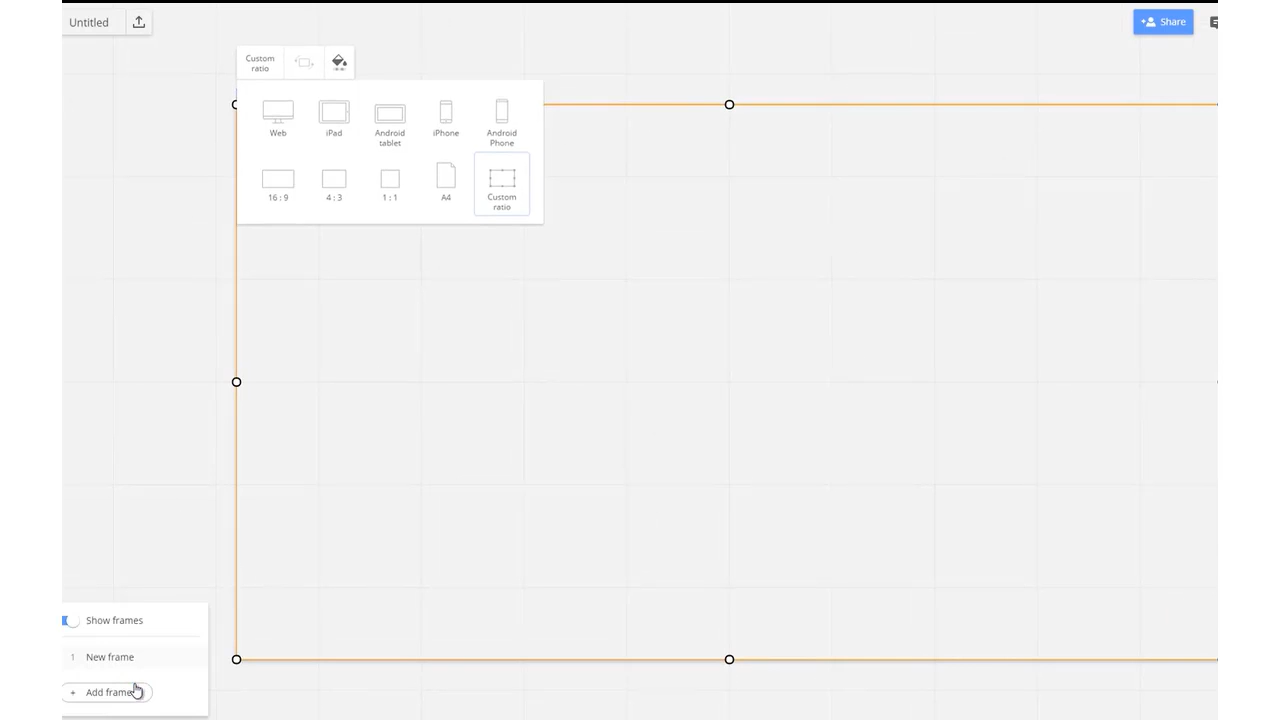 Untitled
Share
Custom
ratio
Web
iPad
Android
tablet
iPhone
Android
Phone
16 : 9
4 : 3
1 : 1
A4
Custom
ratio
Show frames
1 New frame
+ Add frame